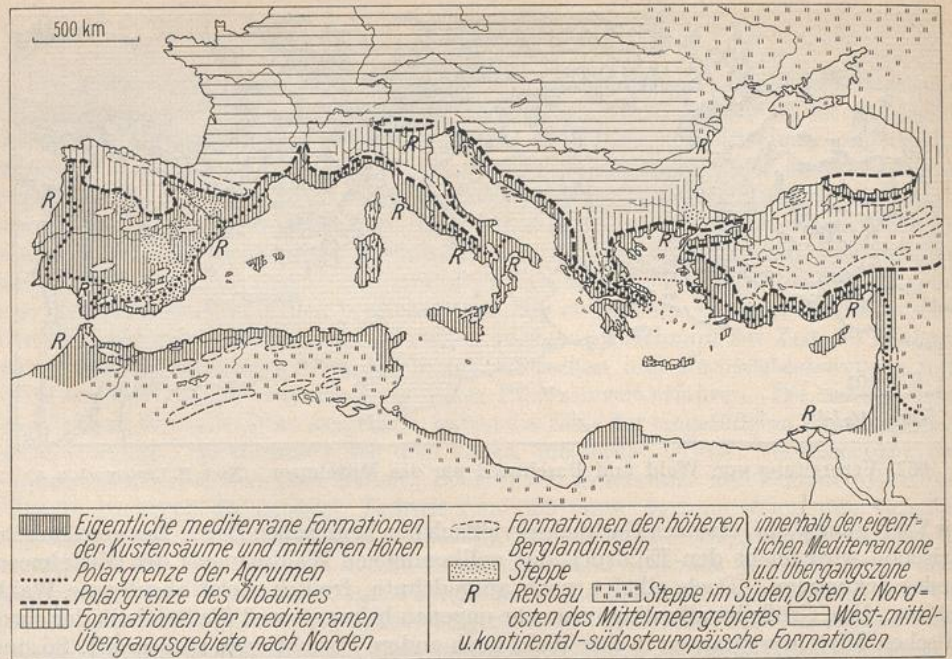 500 km
R
R
R
R
R
R
R
R
R
R
R
R
Eigentliche mediterrane Formationen
der Küstensäume und mittleren Höhen
Polargrenze der Agrumen
Polargrenze des Ölbaumes
Formationen der mediterranen
Übergangsgebiete nach Norden
Formationen der höheren
Berglandinseln
Steppe
innerhalb der eigent=
lichen Mediterranzone
u.d. Übergangszone
R Reisbau Steppe im Süden, Osten u. Nord=
osten des Mittelmeergebietes West-mittel-
u. kontinental-südosteuropäische Formationen